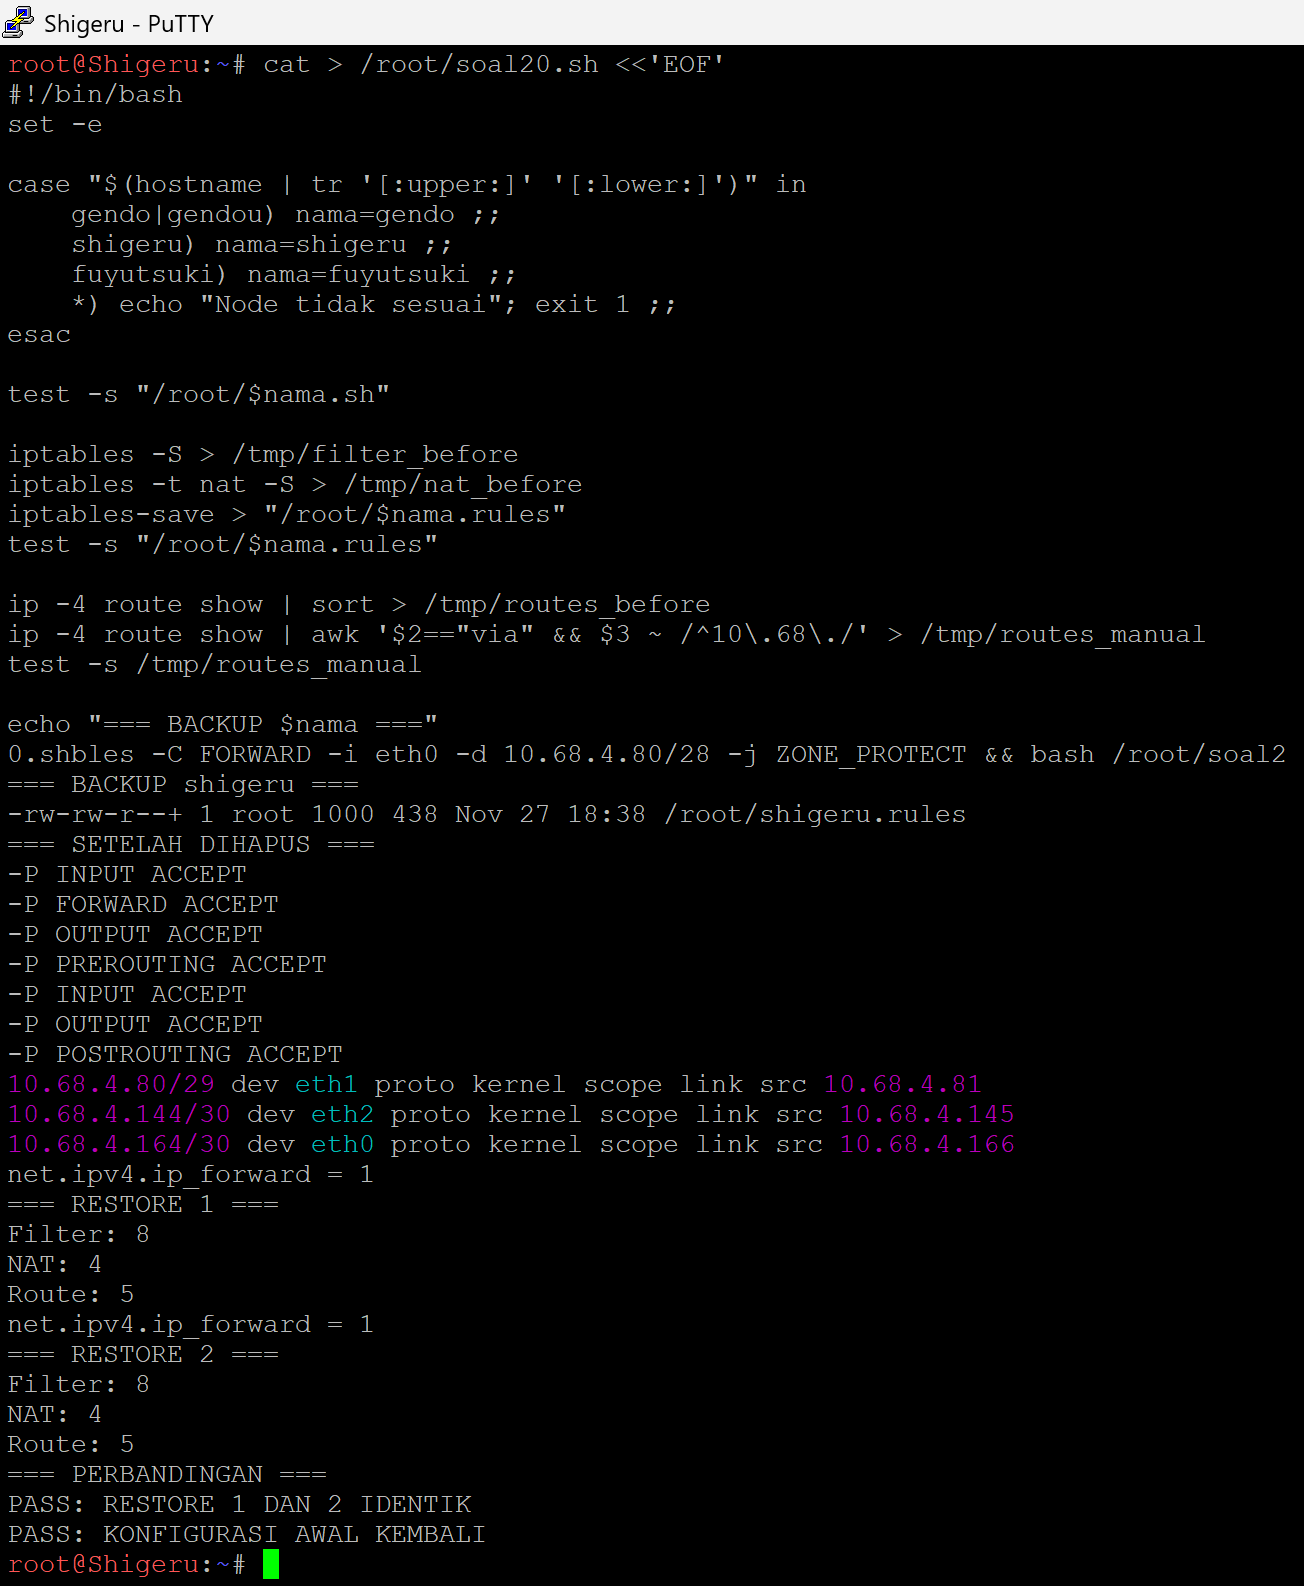 Shigeru - PuTTY
root@Shigeru:~# cat > /root/soal20.sh <<'EOF'
#!/bin/bash
set -e
case "$(hostname | tr '[:upper:]' '[:lower:]')" in
    gendo|gendou) nama=gendo ;;
    shigeru) nama=shigeru ;;
    fuyutsuki) nama=fuyutsuki ;;
    *) echo "Node tidak sesuai"; exit 1 ;;
esac
test -s "/root/$nama.sh"
iptables -S > /tmp/filter_before
iptables -t nat -S > /tmp/nat_before
iptables-save > "/root/$nama.rules"
test -s "/root/$nama.rules"
ip -4 route show | sort > /tmp/routes_before
ip -4 route show | awk '$2=="via" && $3 ~ /^10\.68\./' > /tmp/routes_manual
test -s /tmp/routes_manual
echo "=== BACKUP $nama ==="
0.shbles -C FORWARD -i eth0 -d 10.68.4.80/28 -j ZONE_PROTECT && bash /root/soal2
=== BACKUP shigeru ===
-rw-rw-r--+ 1 root 1000 438 Nov 27 18:38 /root/shigeru.rules
=== SETELAH DIHAPUS ===
-P INPUT ACCEPT
-P FORWARD ACCEPT
-P OUTPUT ACCEPT
-P PREROUTING ACCEPT
-P INPUT ACCEPT
-P OUTPUT ACCEPT
-P POSTROUTING ACCEPT
10.68.4.80/29 dev eth1 proto kernel scope link src 10.68.4.81
10.68.4.144/30 dev eth2 proto kernel scope link src 10.68.4.145
10.68.4.164/30 dev eth0 proto kernel scope link src 10.68.4.166
net.ipv4.ip_forward = 1
=== RESTORE 1 ===
Filter: 8
NAT: 4
Route: 5
net.ipv4.ip_forward = 1
=== RESTORE 2 ===
Filter: 8
NAT: 4
Route: 5
=== PERBANDINGAN ===
PASS: RESTORE 1 DAN 2 IDENTIK
PASS: KONFIGURASI AWAL KEMBALI
root@Shigeru:~#